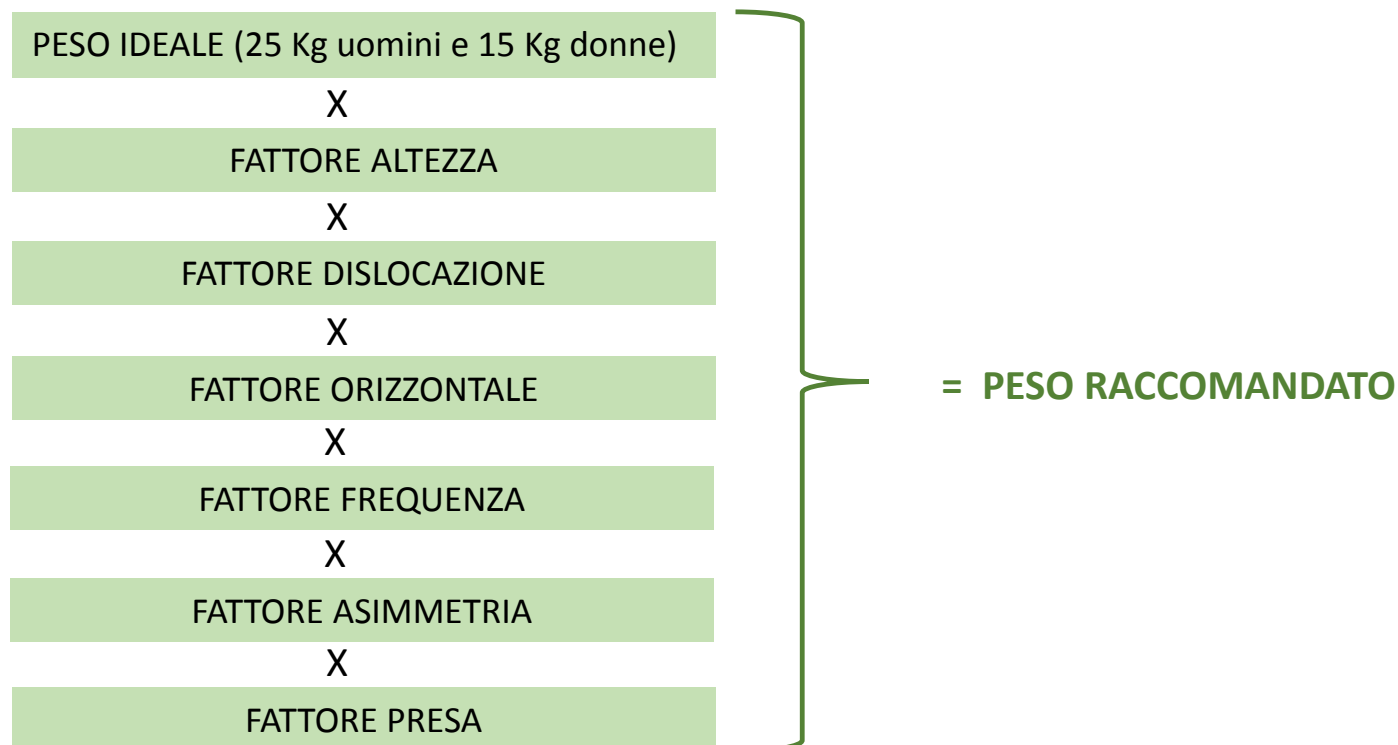 PESO IDEALE (25 Kg uomini e 15 Kg donne)
X
FATTORE ALTEZZA
X
FATTORE DISLOCAZIONE
X
FATTORE ORIZZONTALE
X
FATTORE FREQUENZA
X
FATTORE ASIMMETRIA
X
FATTORE PRESA
= PESO RACCOMANDATO